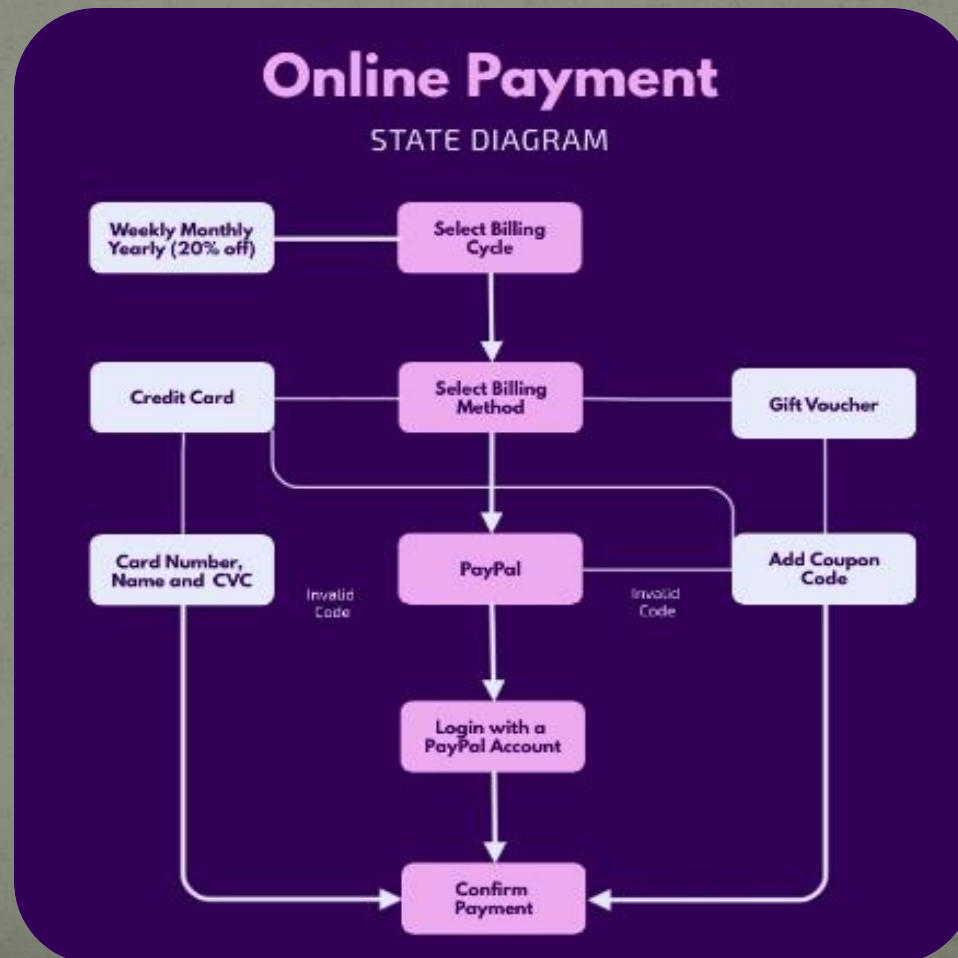 Online Payment
STATE DIAGRAM
Weekly Monthly
Yearly (20% off)
Select Billing
Cycle
Credit Card
Select Billing
Method
Gift Voucher
Card Number,
Name and CVC
Invalid
Code
PayPal
Invalid
Code
Add Coupon
Code
Login with a
PayPal Account
Confirm
Payment